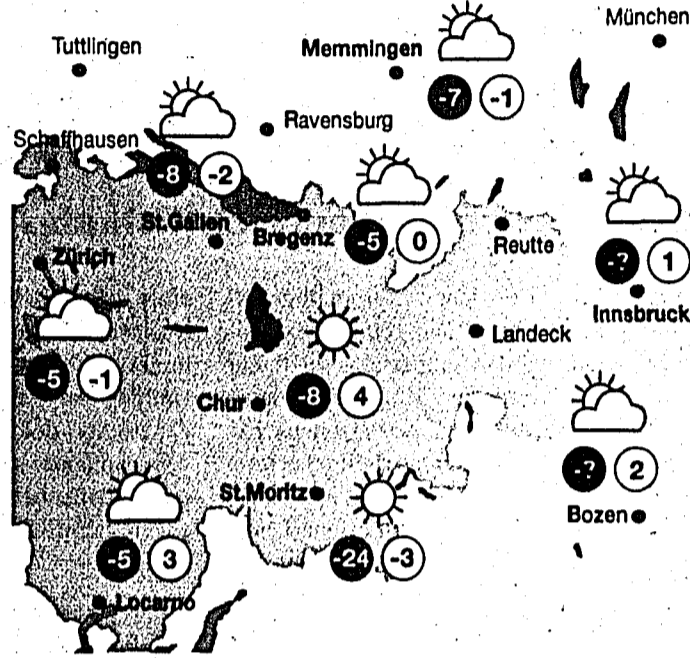 München
Tuttlingen
Memmingen
-7 -1
Ravensburg
Schaffhausen
-8 -2
St.Gallen
Bregenz
-5 0
Reutte
Zürich
-? 1
Innsbruck
Landeck
-5 -1
Chur
-8 4
-? 2
St.Moritz
Bozen
-5 3
-24 -3
Locarno